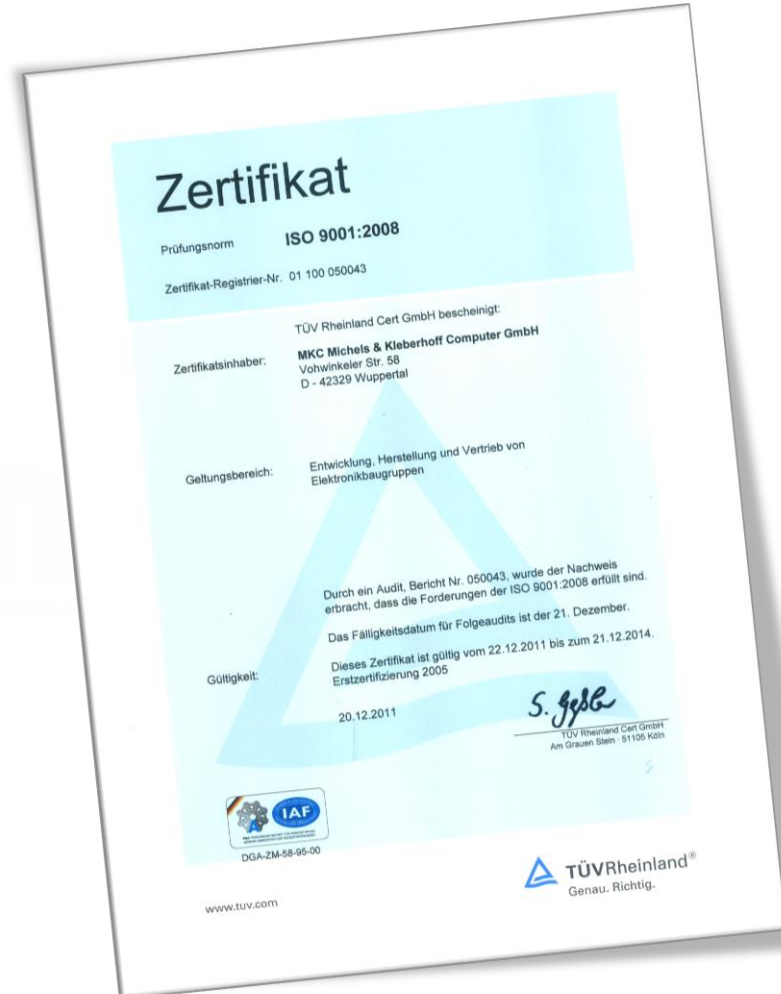 Zertifikat
Prüfungsnorm ISO 9001:2008
Zertifikat-Registrier-Nr. 01 100 050043
TÜV Rheinland Cert GmbH bescheinigt:
Zertifikatsinhaber: MKC Michels & Kleberhoff Computer GmbH
Vohwinkeler Str. 58
D - 42329 Wuppertal
Geltungsbereich: Entwicklung, Herstellung und Vertrieb von
Elektronikbaugruppen
Durch ein Audit, Bericht Nr. 050043, wurde der Nachweis
erbracht, dass die Forderungen der ISO 9001:2008 erfüllt sind.
Das Fälligkeitsdatum für Folgeaudits ist der 21. Dezember.
Gültigkeit: Dieses Zertifikat ist gültig vom 22.12.2011 bis zum 21.12.2014.
Erstzertifizierung 2005
20.12.2011
TÜV Rheinland Cert GmbH
Am Grauen Stein · 51105 Köln
IAF
DGA-ZM-58-95-00
TÜVRheinland®
Genau. Richtig.
www.tuv.com